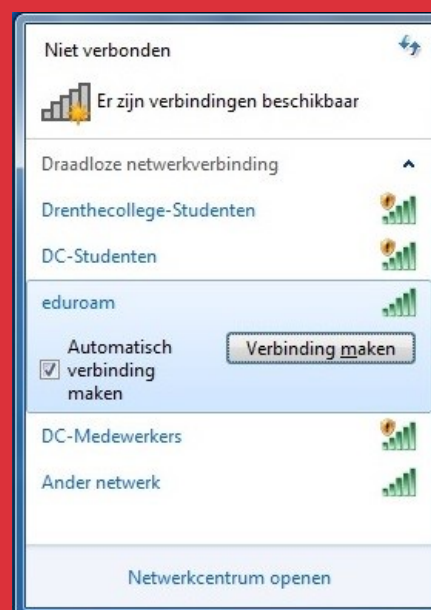 Niet verbonden
Er zijn verbindingen beschikbaar
Draadloze netwerkverbinding
Drenthecollege-Studenten
DC-Studenten
eduroam
Automatisch
verbinding
maken
Verbinding maken
DC-Medewerkers
Ander netwerk
Netwerkcentrum openen